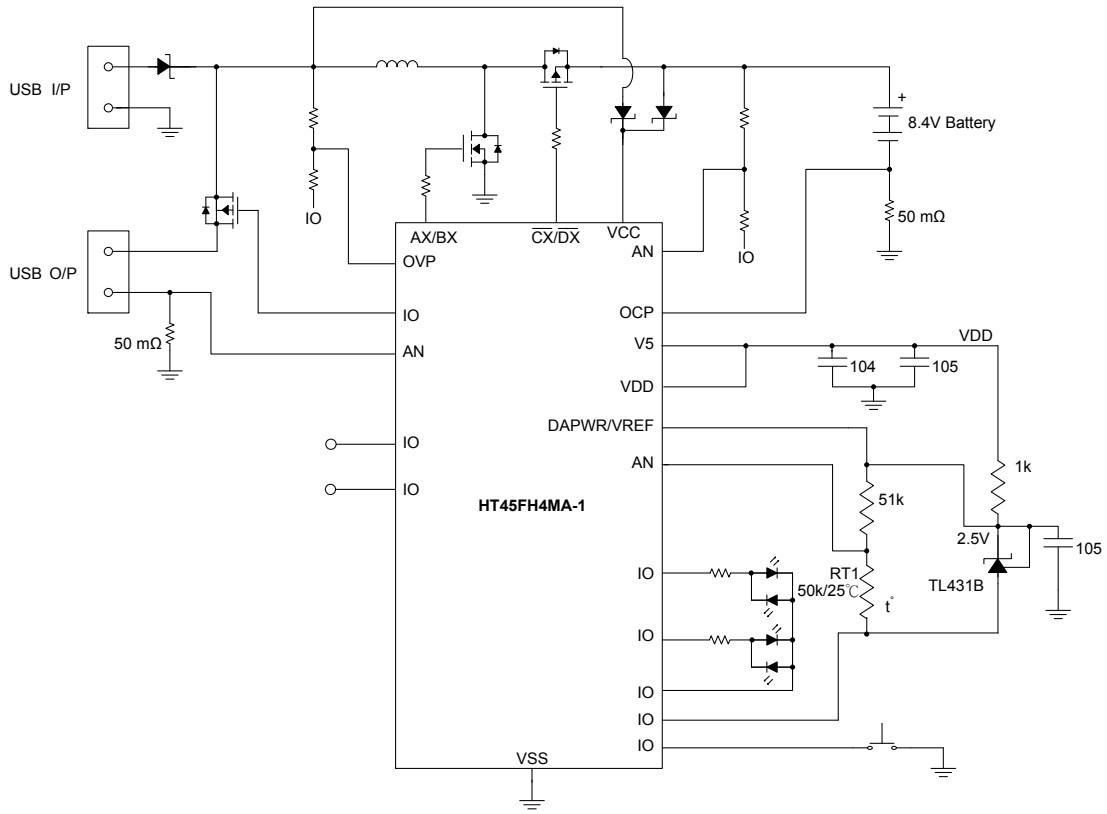 USB I/P
+
8.4V Battery
IO
50 mΩ
AX/BX
C̅X̅/D̅X̅
VCC
AN
IO
OVP
USB O/P
OCP
IO
50 mΩ
AN
V5
VDD
104
105
VDD
DAPWR/VREF
IO
AN
1k
IO
51k
HT45FH4MA-1
2.5V
105
IO
RT1
50k/25℃
t°
TL431B
IO
IO
IO
IO
VSS